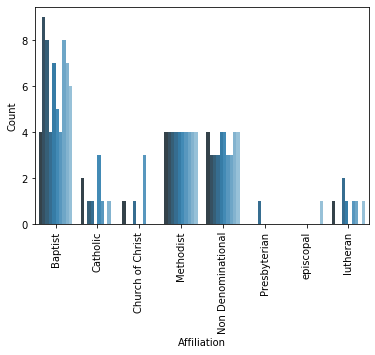 8
6
4
2
0
Count
Baptist
Catholic
Church of Christ
Methodist
Non Denominational
Presbyterian
episcopal
lutheran
Affiliation